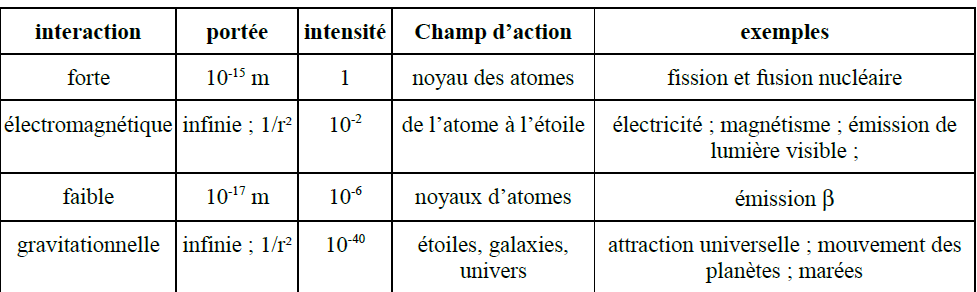 interaction portée intensité Champ d'action exemples
forte 10⁻¹⁵ m 1 noyau des atomes fission et fusion nucléaire
électromagnétique infinie ; 1/r² 10⁻² de l'atome à l'étoile électricité ; magnétisme ; émission de
lumière visible ;
faible 10⁻¹⁷ m 10⁻⁶ noyaux d'atomes émission β
gravitationnelle infinie ; 1/r² 10⁻⁴⁰ étoiles, galaxies, attraction universelle ; mouvement des
univers planètes ; marées